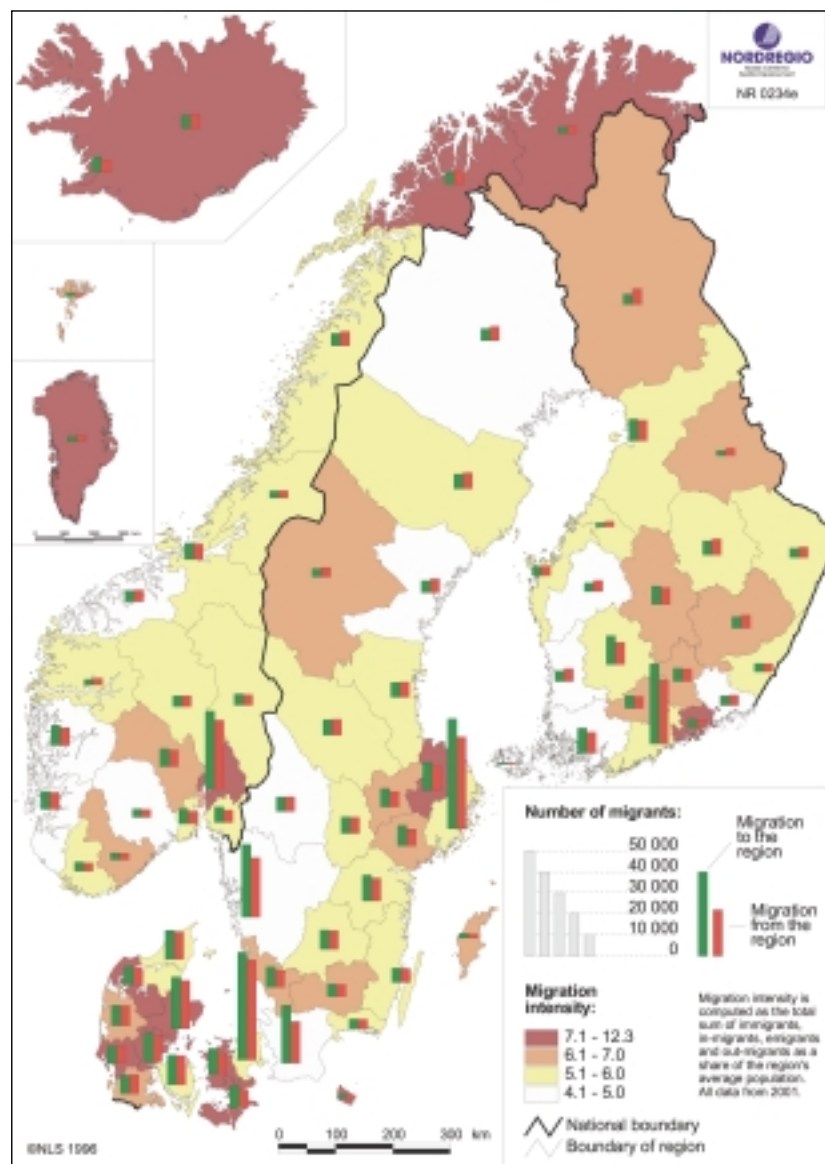 NORDREGIO
NR 0234e
Number of migrants:
50 000
40 000
30 000
20 000
10 000
0
Migration
to the
region
Migration
from the
region
Migration
intensity:
7.1 - 12.3
6.1 - 7.0
5.1 - 6.0
4.1 - 5.0
Migration intensity is
computed as the total
sum of immigrants,
in-migrants, emigrants
and out-migrants as a
share of the region's
average population.
All data from 2001.
National boundary
Boundary of region
©NLS 1996
0 100 200 300 km